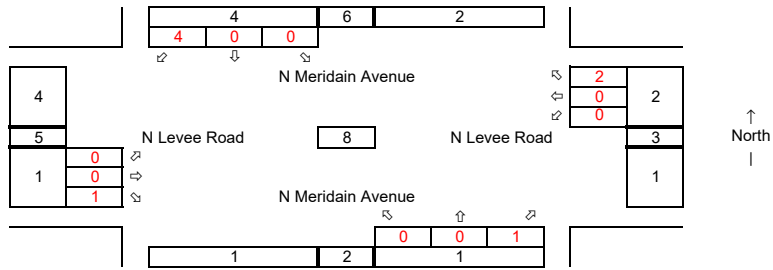 4 6 2
4 0 0
↙ ⇩ ↘
N Meridain Avenue
↖ 2
4 ⇦ 0 2
↙ 0
↑
5 N Levee Road 8 N Levee Road 3 North
|
0 ↗
1 0 ⇨ 1
1 ↘
N Meridain Avenue
↖ ⇧ ↗
0 0 1
1 2 1